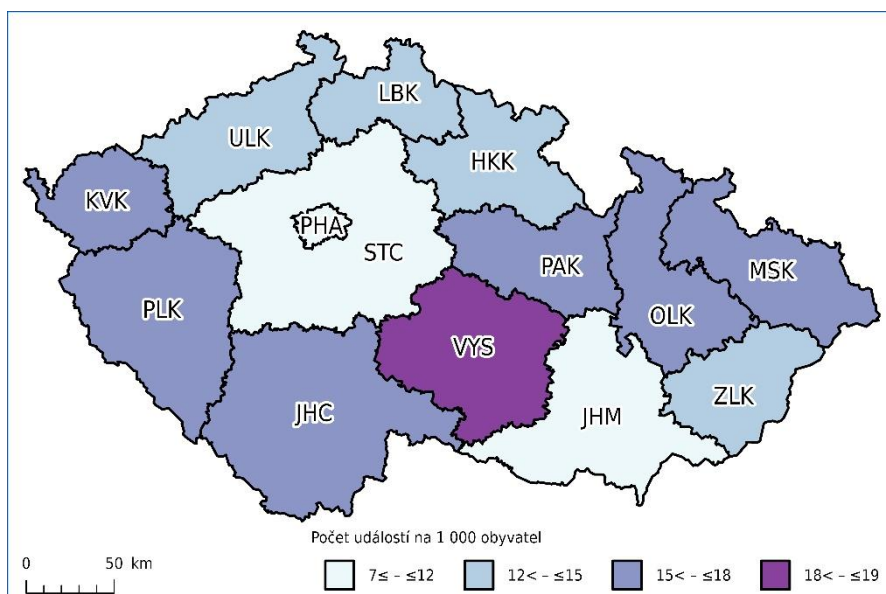 LBK
ULK
HKK
KVK
PHA
STC
PAK
MSK
PLK
OLK
VYS
ZLK
JHC
JHM
Počet událostí na 1 000 obyvatel
0 50 km
7≤ – ≤12 12< – ≤15 15< – ≤18 18< – ≤19